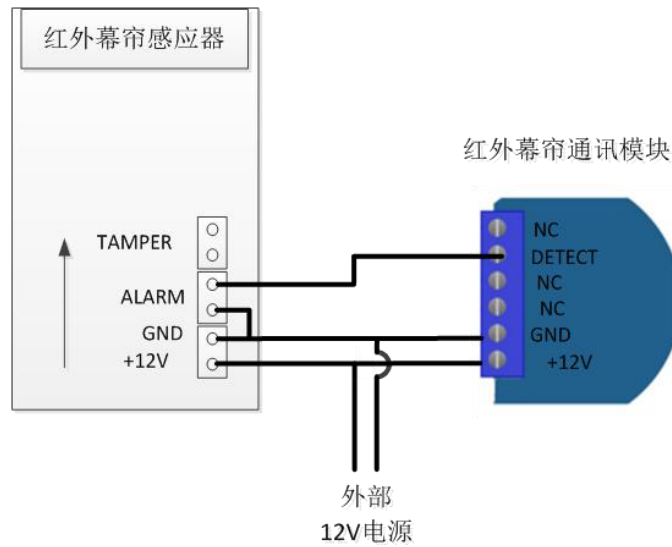 红外幕帘感应器
红外幕帘通讯模块
TAMPER
ALARM
GND
+12V
NC
DETECT
NC
NC
GND
+12V
外部
12V电源